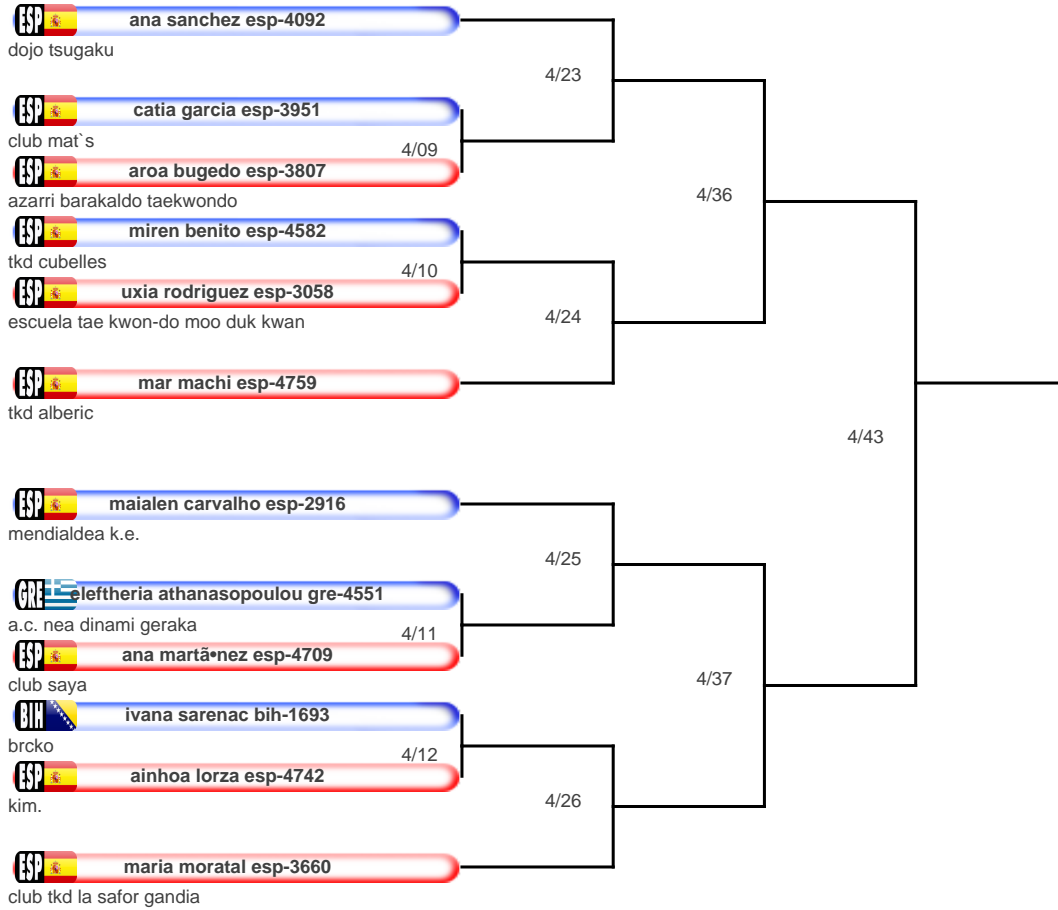 ESP ana sanchez esp-4092
dojo tsugaku
4/23
ESP catia garcia esp-3951
club mat`s
4/09
ESP aroa bugedo esp-3807
azarri barakaldo taekwondo
4/36
ESP miren benito esp-4582
tkd cubelles
4/10
ESP uxia rodriguez esp-3058
escuela tae kwon-do moo duk kwan
4/24
ESP mar machi esp-4759
tkd alberic
4/43
ESP maialen carvalho esp-2916
mendialdea k.e.
4/25
GRE eleftheria athanasopoulou gre-4551
a.c. nea dinami geraka
4/11
ESP ana martã•nez esp-4709
club saya
4/37
BIH ivana sarenac bih-1693
brcko
4/12
ESP ainhoa lorza esp-4742
kim.
4/26
ESP maria moratal esp-3660
club tkd la safor gandia